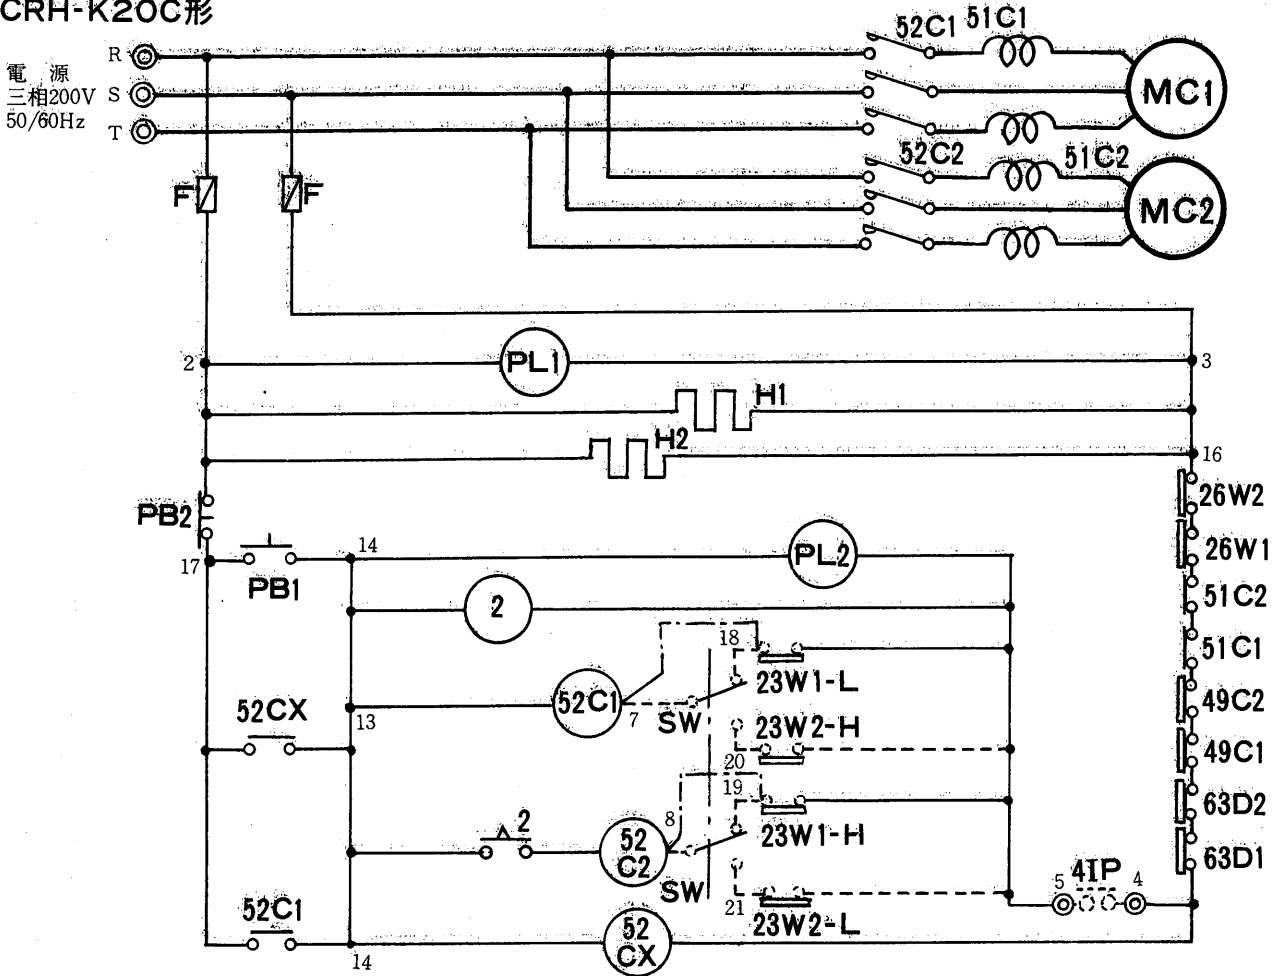 CRH-K20C形
電源
三相200V
50/60Hz
R
S
T
52C1
51C1
MC1
52C2
51C2
MC2
F
F
2
PL1
3
H1
H2
16
26W2
PB2
26W1
14
PL2
17
PB1
51C2
2
18
51C1
23W1-L
52C1
49C2
52CX
13
7
SW
23W2-H
49C1
20
19
63D2
2
8
23W1-H
52
C2
63D1
SW
4IP
5
4
52C1
21
23W2-L
52
CX
14